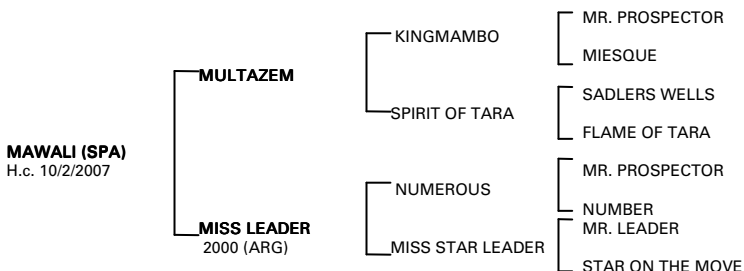 MR. PROSPECTOR
KINGMAMBO
MIESQUE
MULTAZEM
SADLERS WELLS
SPIRIT OF TARA
FLAME OF TARA
MAWALI (SPA)
H.c. 10/2/2007
MR. PROSPECTOR
NUMEROUS
NUMBER
MISS LEADER
2000 (ARG)
MR. LEADER
MISS STAR LEADER
STAR ON THE MOVE